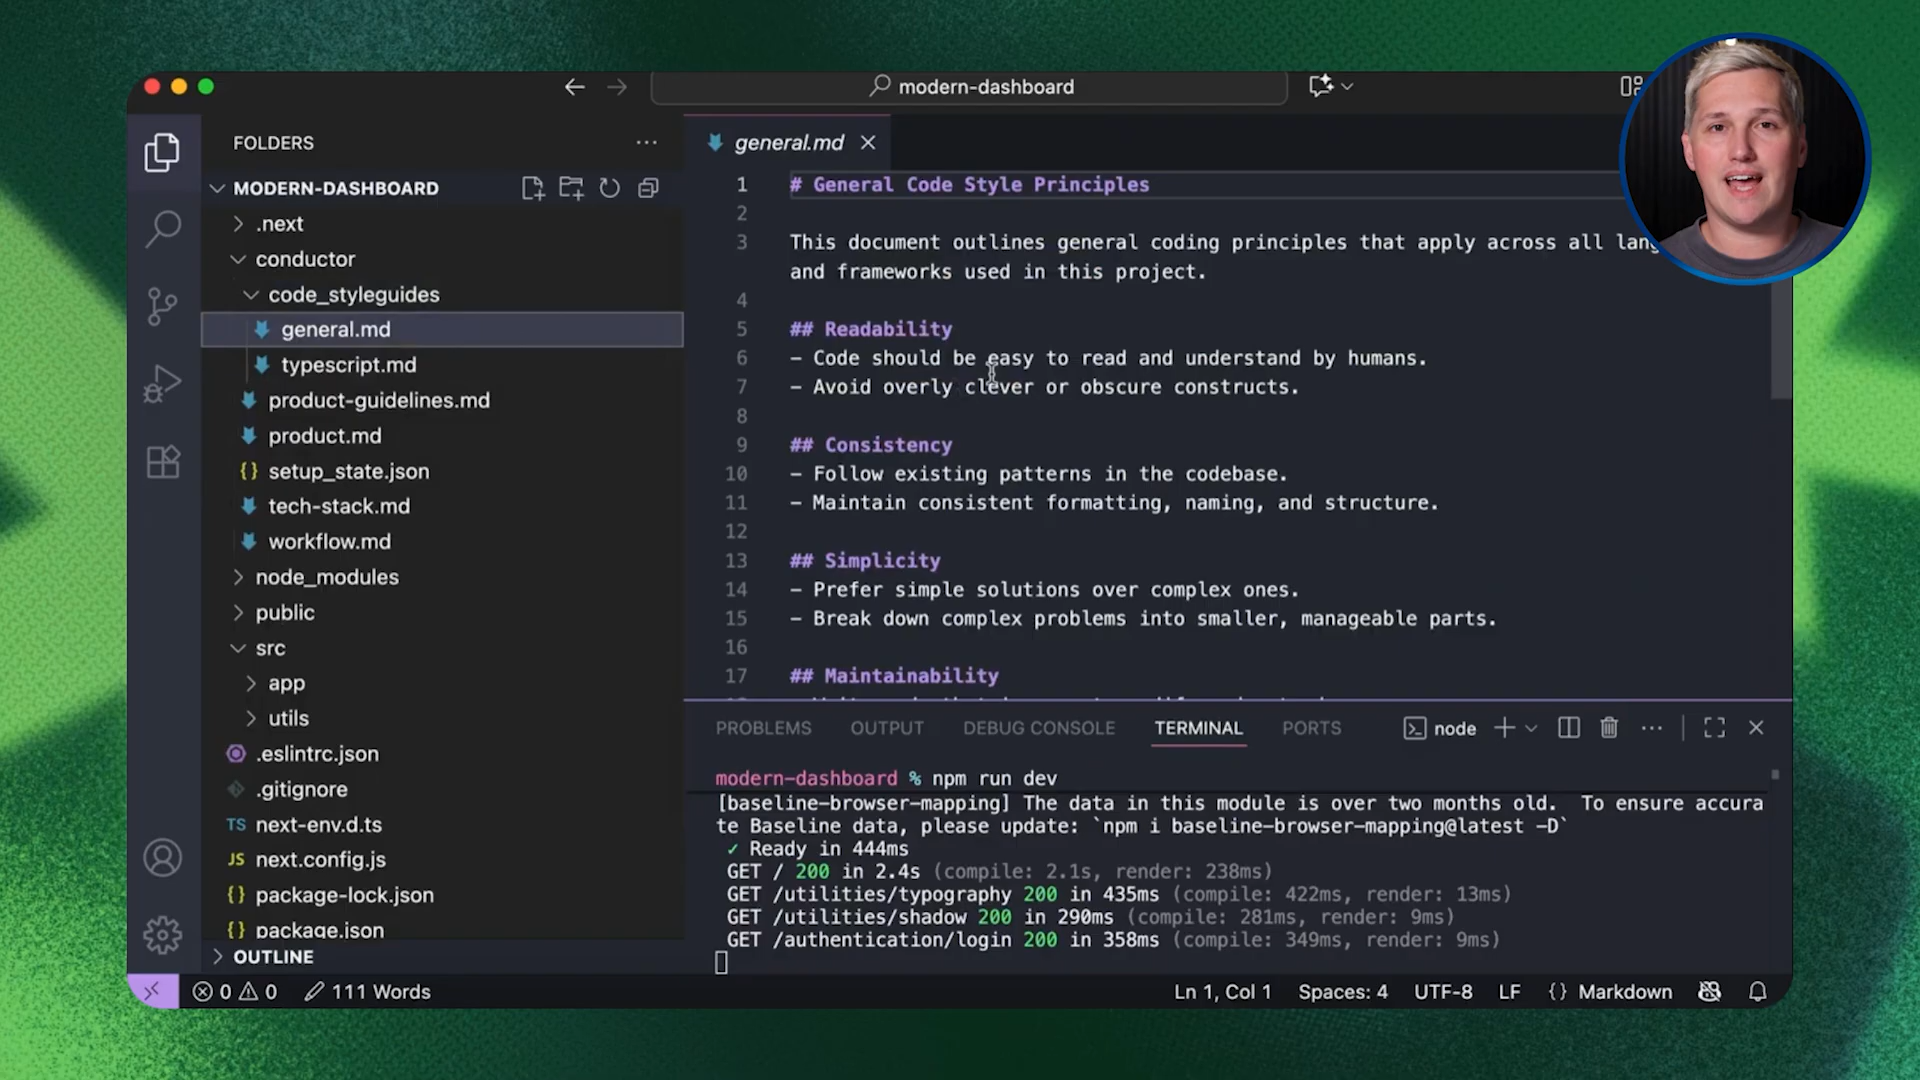 modern-dashboard
FOLDERS
MODERN-DASHBOARD
.next
conductor
code_styleguides
general.md
typescript.md
product-guidelines.md
product.md
{} setup_state.json
tech-stack.md
workflow.md
node_modules
public
src
app
utils
.eslintrc.json
.gitignore
TS next-env.d.ts
JS next.config.js
{} package-lock.json
{} package.json
OUTLINE
general.md
1 # General Code Style Principles
2
3 This document outlines general coding principles that apply across all
and frameworks used in this project.
4
5 ## Readability
6 - Code should be easy to read and understand by humans.
7 - Avoid overly clever or obscure constructs.
8
9 ## Consistency
10 - Follow existing patterns in the codebase.
11 - Maintain consistent formatting, naming, and structure.
12
13 ## Simplicity
14 - Prefer simple solutions over complex ones.
15 - Break down complex problems into smaller, manageable parts.
16
17 ## Maintainability
PROBLEMS OUTPUT DEBUG CONSOLE TERMINAL PORTS node
modern-dashboard % npm run dev
[baseline-browser-mapping] The data in this module is over two months old.  To ensure accura
te Baseline data, please update: `npm i baseline-browser-mapping@latest -D`
✓ Ready in 444ms
GET / 200 in 2.4s (compile: 2.1s, render: 238ms)
GET /utilities/typography 200 in 435ms (compile: 422ms, render: 13ms)
GET /utilities/shadow 200 in 290ms (compile: 281ms, render: 9ms)
GET /authentication/login 200 in 358ms (compile: 349ms, render: 9ms)
0 0 111 Words Ln 1, Col 1 Spaces: 4 UTF-8 LF {} Markdown